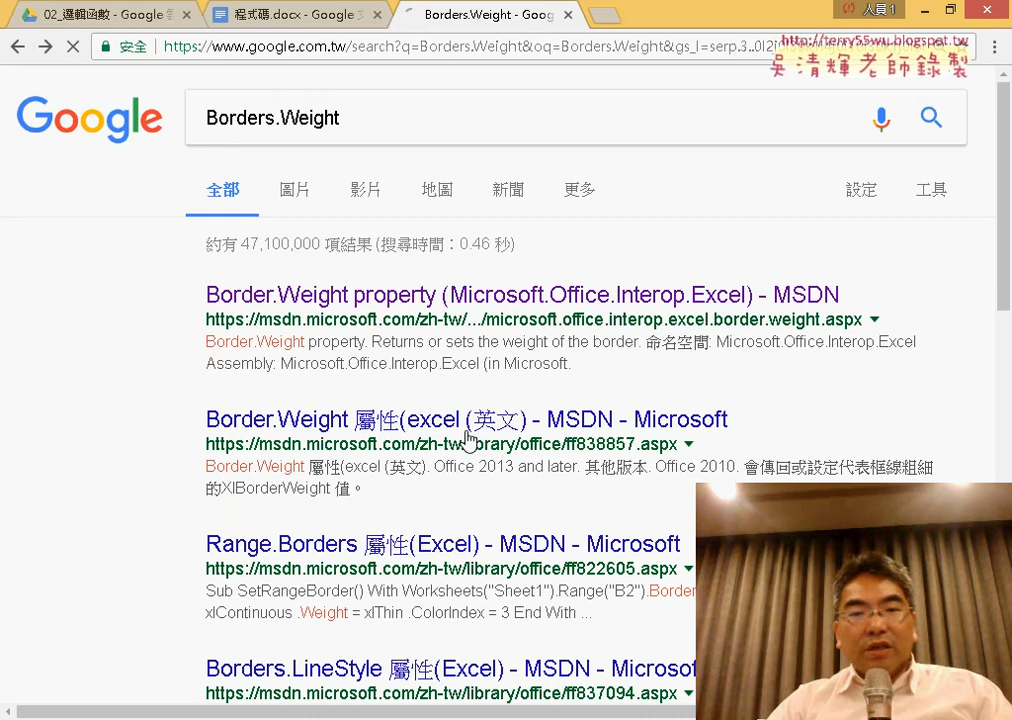 02_邏輯函數 - Google 雲
程式碼.docx - Google 文
Borders.Weight - Goog
人員 1
安全
https://www.google.com.tw/search?q=Borders.Weight&oq=Borders.Weight&gs_l=serp.3..0l2j0i
http://terry55wu.blogspot.tw
吳清輝老師錄製
Google
Borders.Weight
全部 圖片 影片 地圖 新聞 更多 設定 工具
約有 47,100,000 項結果 (搜尋時間：0.46 秒)
Border.Weight property (Microsoft.Office.Interop.Excel) - MSDN
https://msdn.microsoft.com/zh-tw/.../microsoft.office.interop.excel.border.weight.aspx
Border.Weight property. Returns or sets the weight of the border. 命名空間: Microsoft.Office.Interop.Excel
Assembly: Microsoft.Office.Interop.Excel (in Microsoft.
Border.Weight 屬性(excel (英文) - MSDN - Microsoft
https://msdn.microsoft.com/zh-tw/library/office/ff838857.aspx
Border.Weight 屬性(excel (英文). Office 2013 and later. 其他版本. Office 2010. 會傳回或設定代表框線粗細
的XlBorderWeight 值。
Range.Borders 屬性(Excel) - MSDN - Microsoft
https://msdn.microsoft.com/zh-tw/library/office/ff822605.aspx
Sub SetRangeBorder() With Worksheets("Sheet1").Range("B2").Border
xlContinuous .Weight = xlThin .ColorIndex = 3 End With ...
Borders.LineStyle 屬性(Excel) - MSDN - Microsof
https://msdn.microsoft.com/zh-tw/library/office/ff837094.aspx